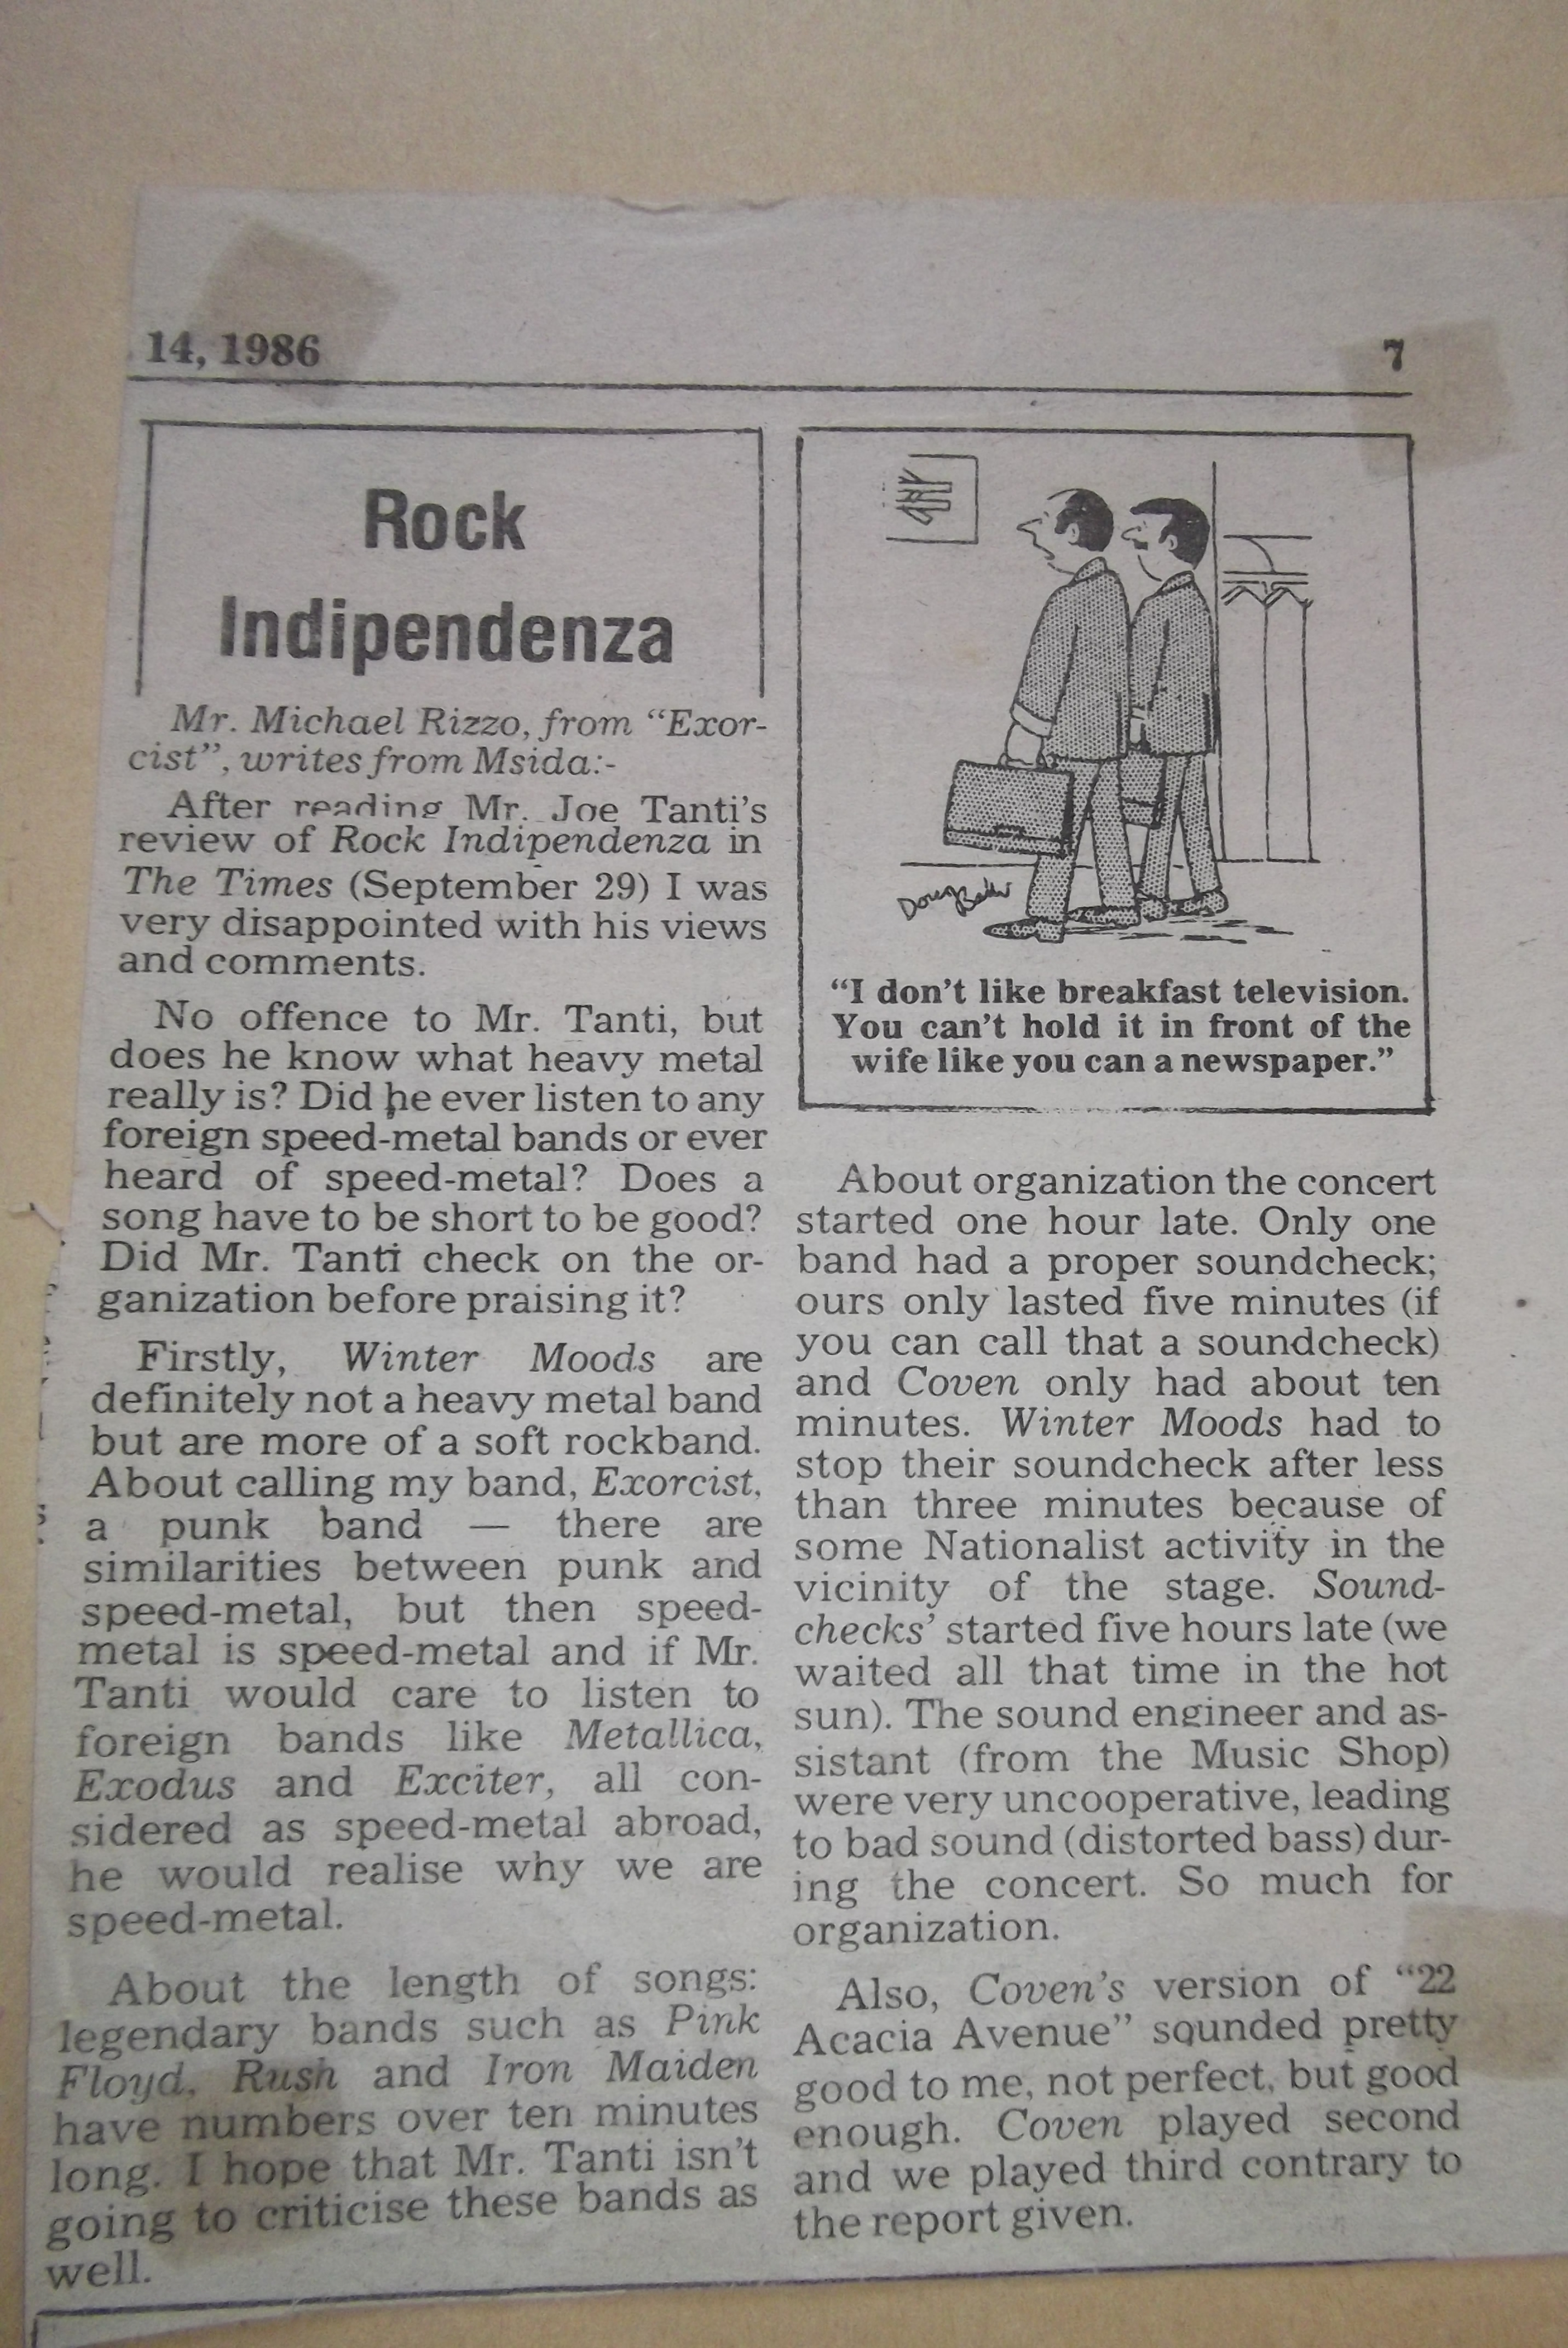 14, 1986
7
Rock
Indipendenza
Mr. Michael Rizzo, from “Exor-
cist”, writes from Msida:-
After reading Mr. Joe Tanti’s
review of Rock Indipendenza in
The Times (September 29) I was
very disappointed with his views
and comments.
No offence to Mr. Tanti, but
does he know what heavy metal
really is? Did he ever listen to any
foreign speed-metal bands or ever
heard of speed-metal? Does a
song have to be short to be good?
Did Mr. Tanti check on the or-
ganization before praising it?
Firstly, Winter Moods are
definitely not a heavy metal band
but are more of a soft rockband.
About calling my band, Exorcist,
a punk band — there are
similarities between punk and
speed-metal, but then speed-
metal is speed-metal and if Mr.
Tanti would care to listen to
foreign bands like Metallica,
Exodus and Exciter, all con-
sidered as speed-metal abroad,
he would realise why we are
speed-metal.
About the length of songs:
legendary bands such as Pink
Floyd, Rush and Iron Maiden
have numbers over ten minutes
long. I hope that Mr. Tanti isn’t
going to criticise these bands as
well.
“I don’t like breakfast television.
You can’t hold it in front of the
wife like you can a newspaper.”
About organization the concert
started one hour late. Only one
band had a proper soundcheck;
ours only lasted five minutes (if
you can call that a soundcheck)
and Coven only had about ten
minutes. Winter Moods had to
stop their soundcheck after less
than three minutes because of
some Nationalist activity in the
vicinity of the stage. Sound-
checks’ started five hours late (we
waited all that time in the hot
sun). The sound engineer and as-
sistant (from the Music Shop)
were very uncooperative, leading
to bad sound (distorted bass) dur-
ing the concert. So much for
organization.
Also, Coven’s version of “22
Acacia Avenue” sounded pretty
good to me, not perfect, but good
enough. Coven played second
and we played third contrary to
the report given.